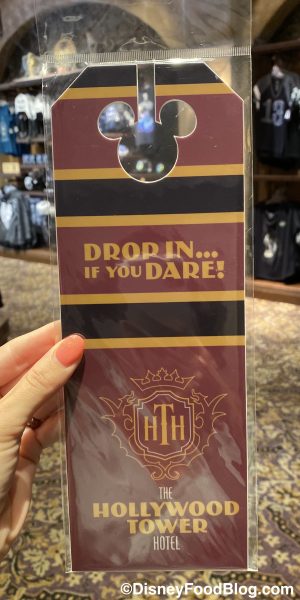 DROP IN...
IF YOU DARE!
HTH
THE
HOLLYWOOD
TOWER
HOTEL
©DisneyFoodBlog.com